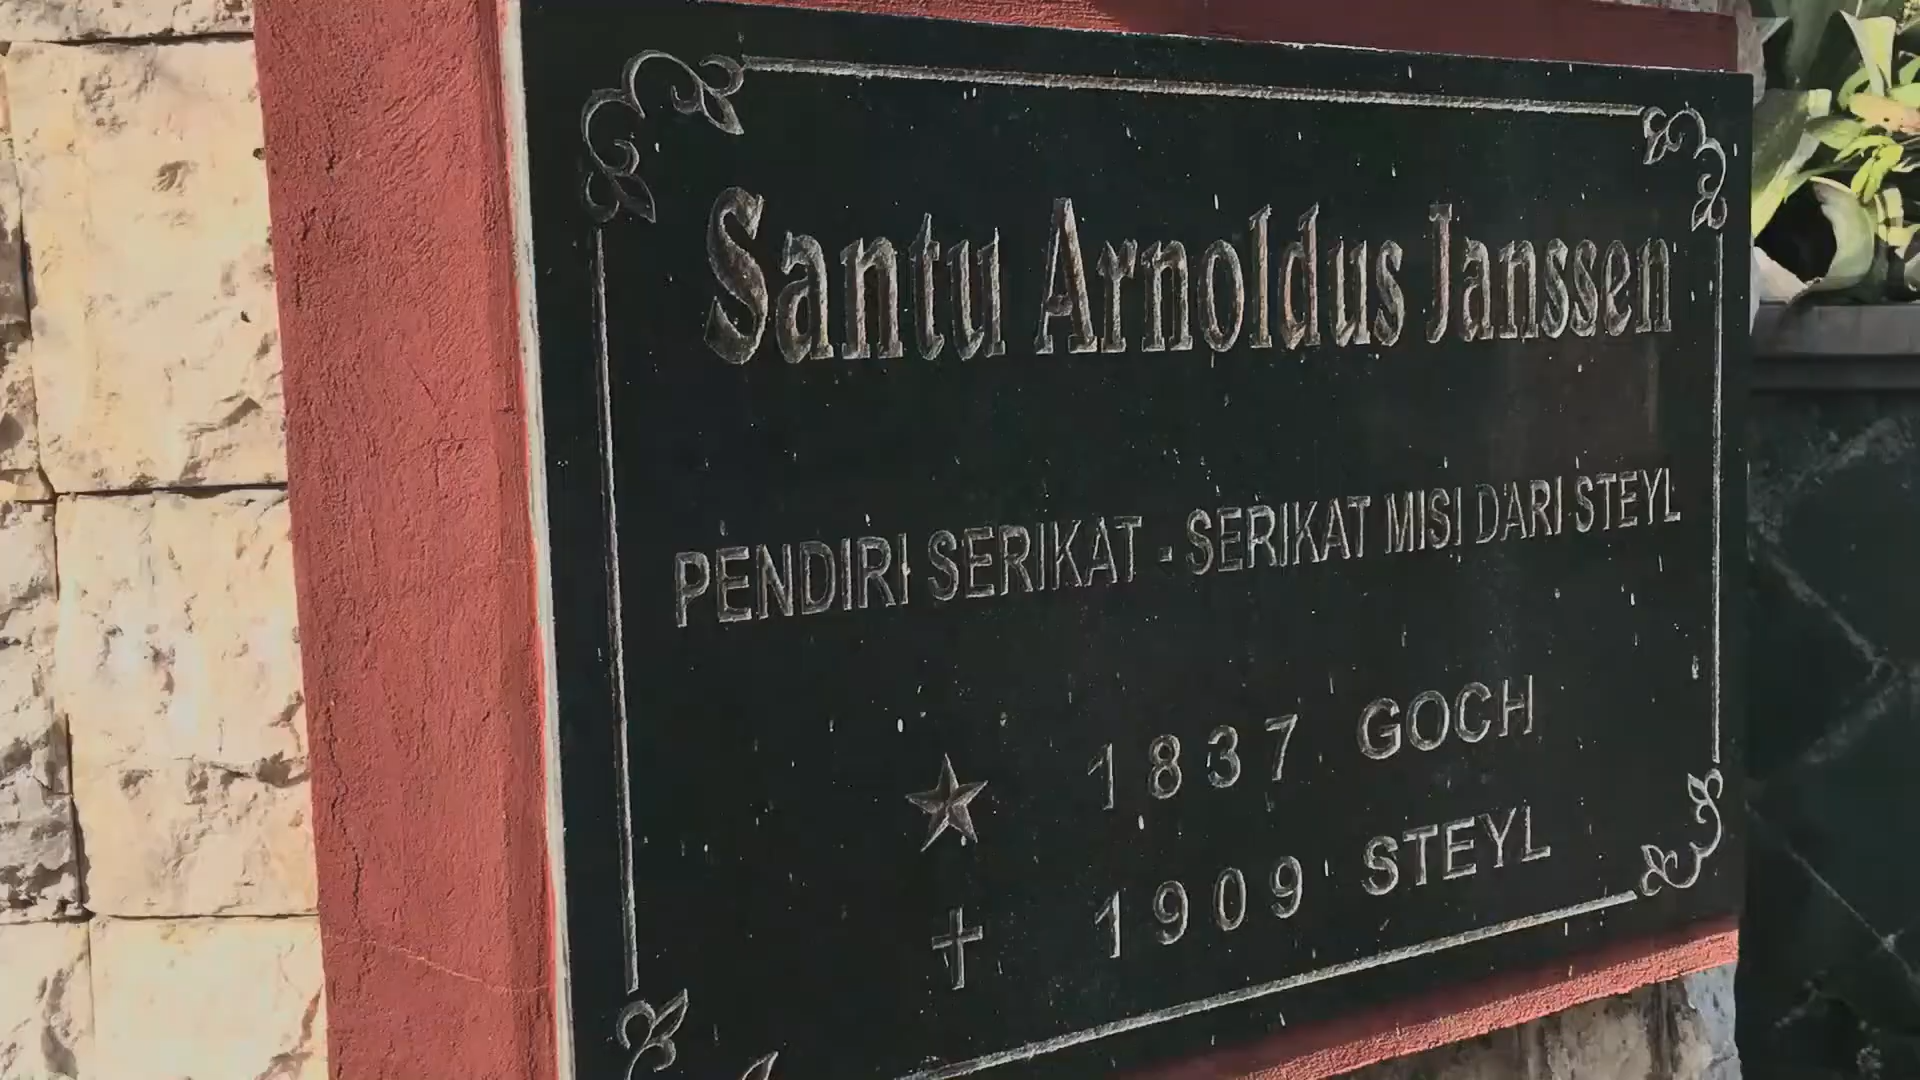 Santu Arnoldus Janssen
PENDIRI SERIKAT - SERIKAT MISI DARI STEYL
1837 GOCH
1909 STEYL